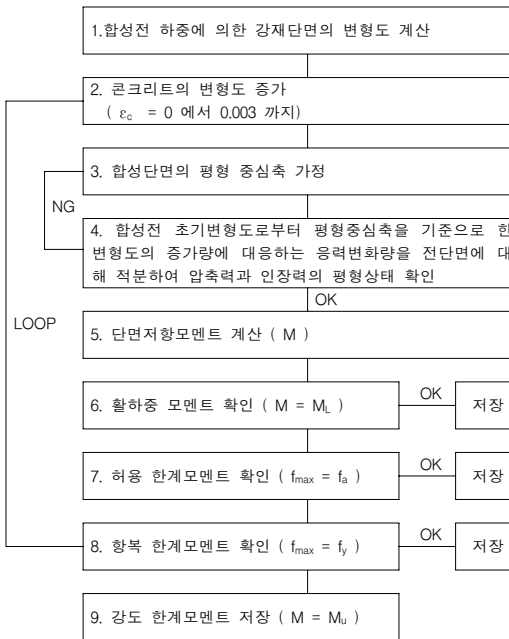 1.합성전 하중에 의한 강재단면의 변형도 계산
2. 콘크리트의 변형도 증가
( εc = 0 에서 0.003 까지)
3. 합성단면의 평형 중심축 가정
NG
4. 합성전 초기변형도로부터 평형중심축을 기준으로 한
변형도의 증가량에 대응하는 응력변화량을 전단면에 대
해 적분하여 압축력과 인장력의 평형상태 확인
OK
LOOP
5. 단면저항모멘트 계산 ( M )
6. 활하중 모멘트 확인 ( M = ML )
OK
저장
7. 허용 한계모멘트 확인 ( fmax = fa )
OK
저장
8. 항복 한계모멘트 확인 ( fmax = fy )
OK
저장
9. 강도 한계모멘트 저장 ( M = Mu )